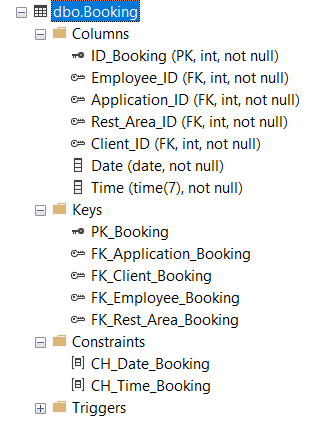 dbo.Booking
Columns
ID_Booking (PK, int, not null)
Employee_ID (FK, int, not null)
Application_ID (FK, int, not null)
Rest_Area_ID (FK, int, not null)
Client_ID (FK, int, not null)
Date (date, not null)
Time (time(7), not null)
Keys
PK_Booking
FK_Application_Booking
FK_Client_Booking
FK_Employee_Booking
FK_Rest_Area_Booking
Constraints
CH_Date_Booking
CH_Time_Booking
Triggers